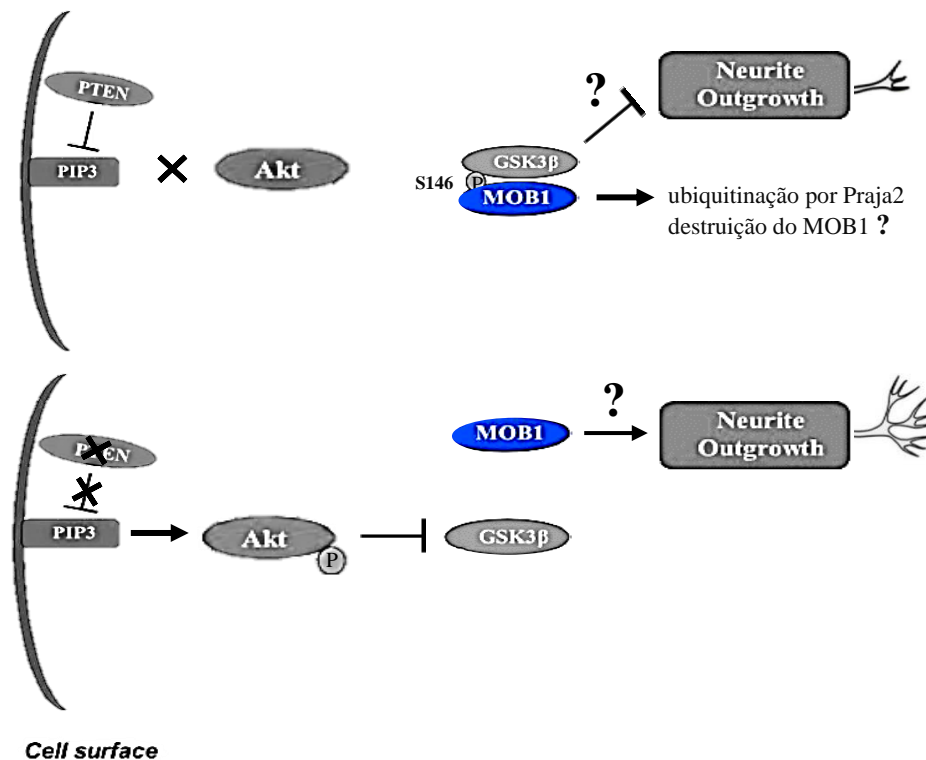 PTEN
PIP3
Akt
S146
P
GSK3β
MOB1
?
Neurite
Outgrowth
ubiquitinação por Praja2
destruição do MOB1 ?
PTEN
PIP3
Akt
P
MOB1
GSK3β
?
Neurite
Outgrowth
Cell surface